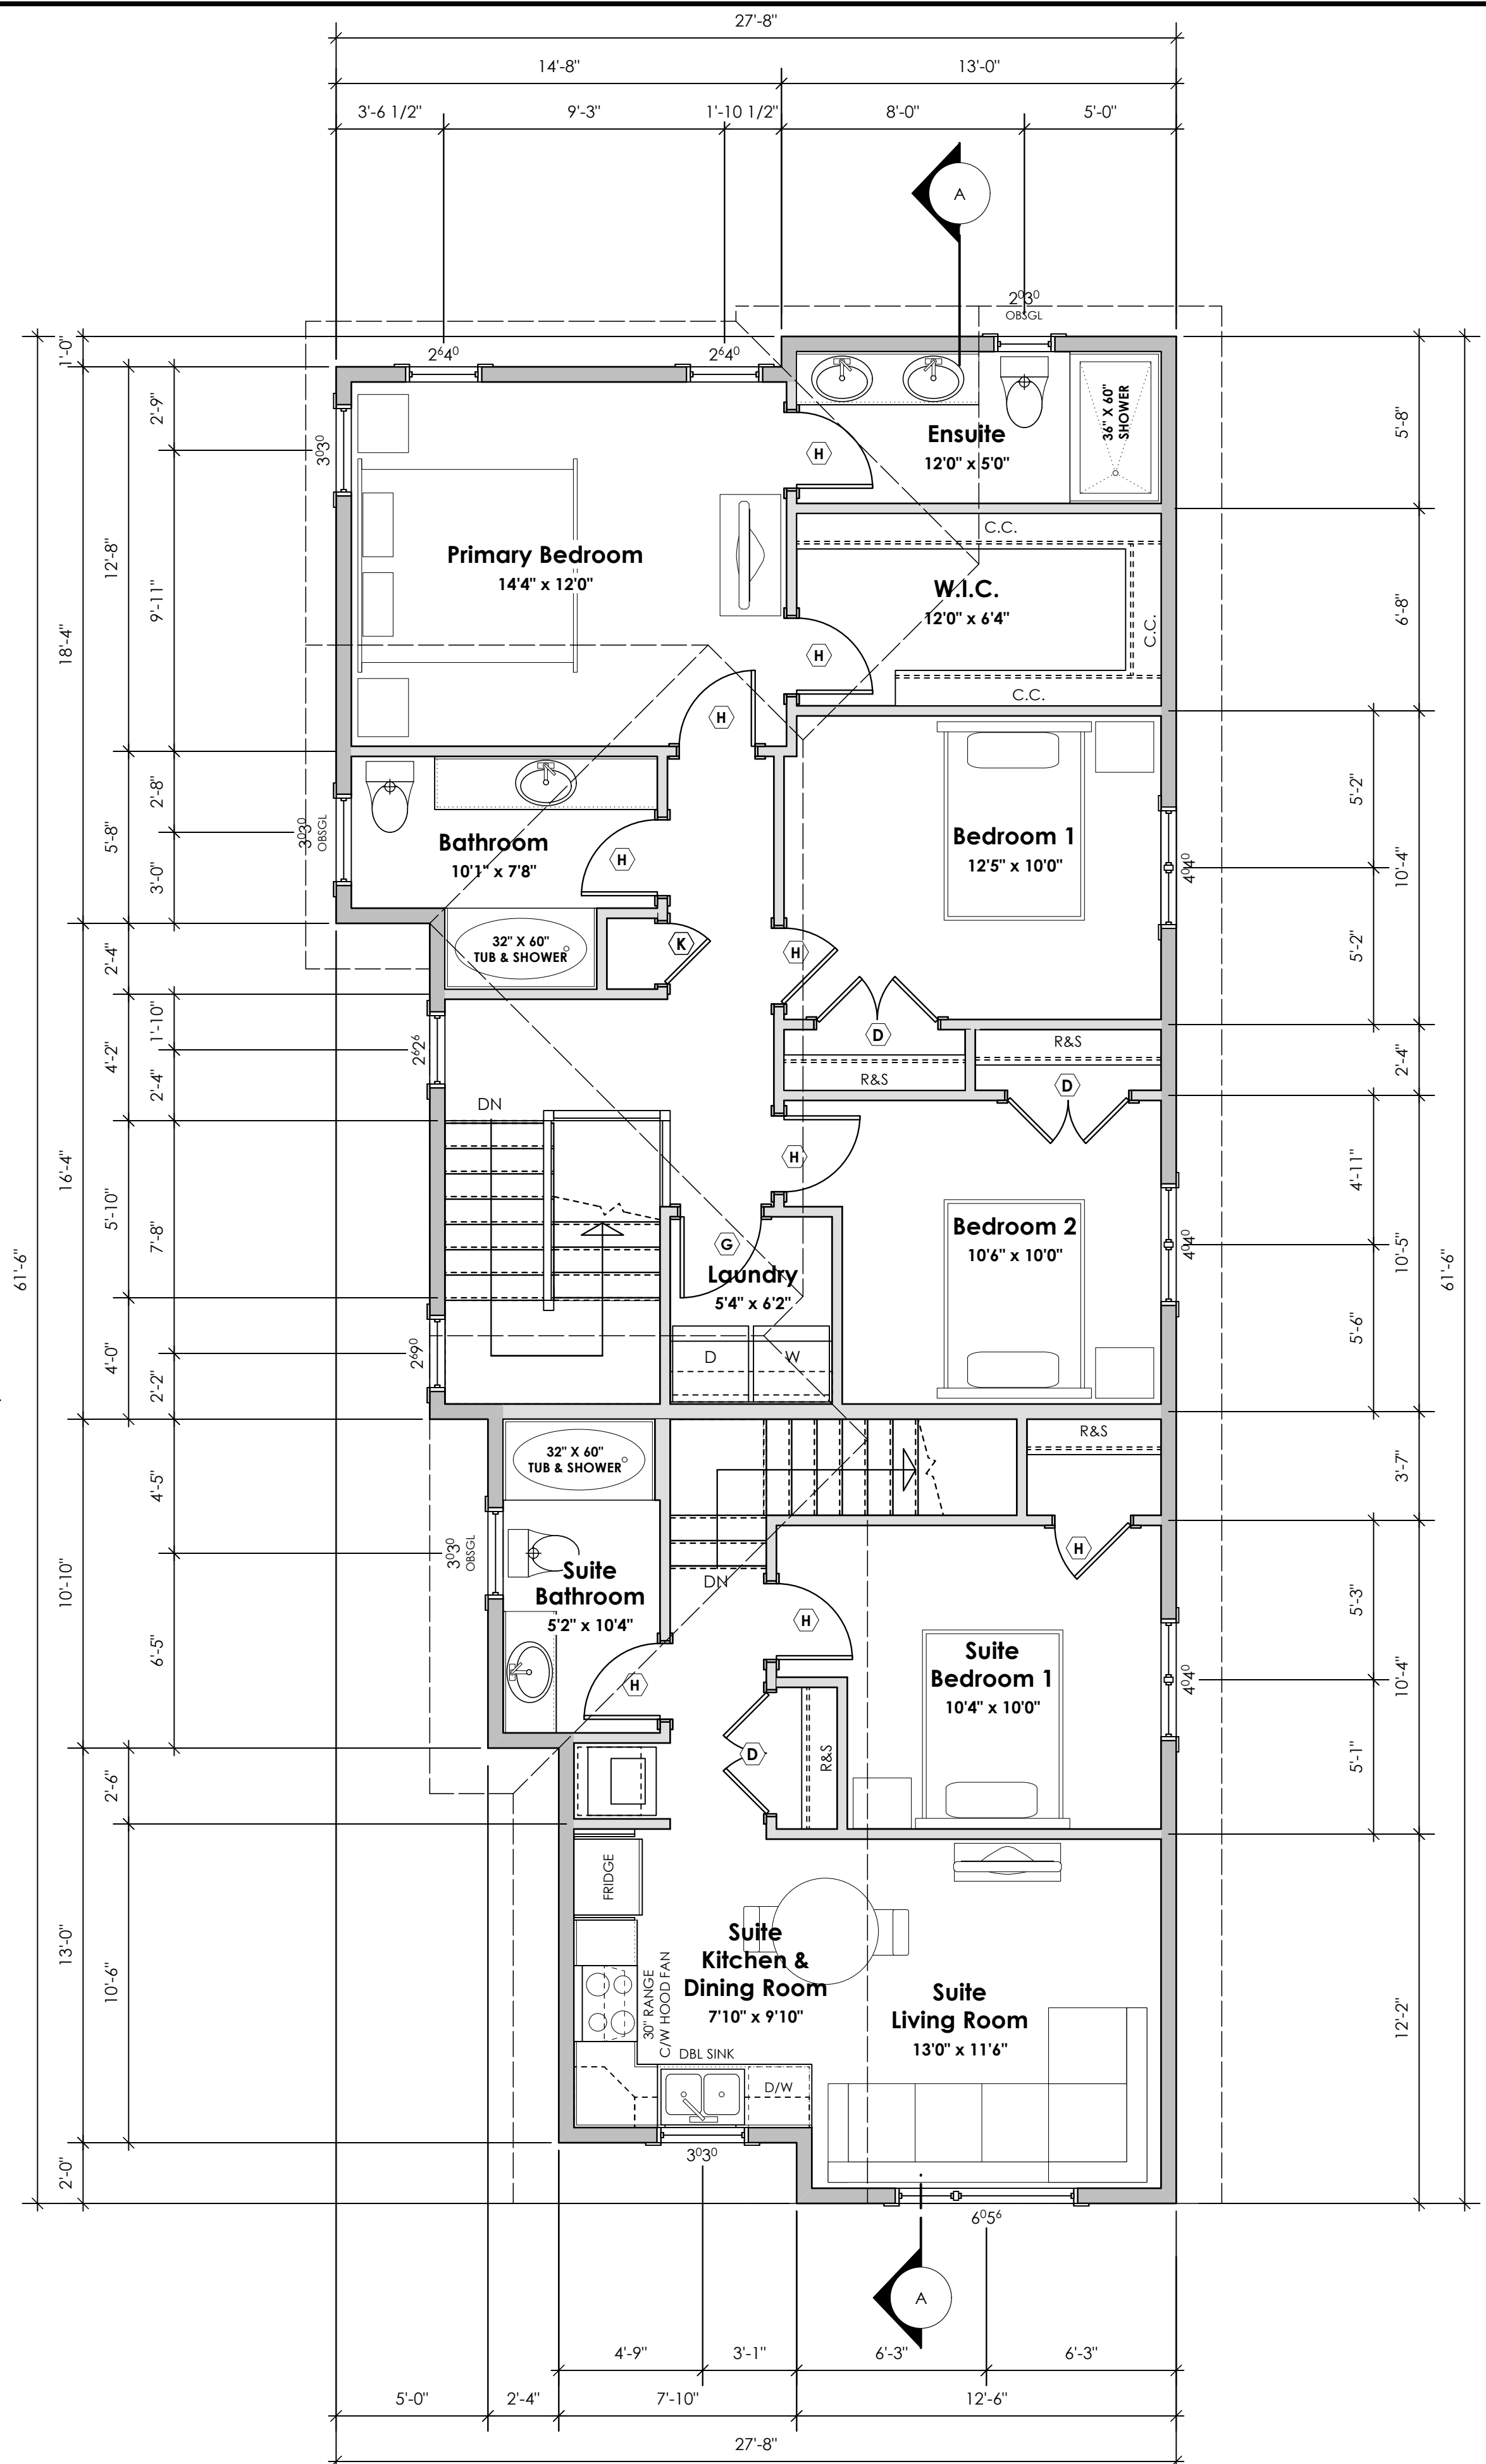 27'-8"
14'-8"
13'-0"
3'-6 1/2"
9'-3"
1'-10 1/2"
8'-0"
5'-0"
A
2⁰3⁰
OBSGL
2⁶4⁰
2⁶4⁰
1'-0"
2'-9"
3⁰3⁰
H
Ensuite
12'0" x 5'0"
36" X 60"
SHOWER
5'-8"
C.C.
Primary Bedroom
14'4" x 12'0"
W.I.C.
12'0" x 6'4"
C.C.
C.C.
H
H
12'-8"
9'-11"
18'-4"
6'-8"
2'-8"
5'-8"
3'-0"
3⁰3⁰
OBSGL
Bathroom
10'1" x 7'8"
H
Bedroom 1
12'5" x 10'0"
4⁰4⁰
5'-2"
10'-4"
5'-2"
32" X 60"
TUB & SHOWER
K
H
2'-4"
1'-10"
4'-2"
2'-4"
2⁶2⁶
D
R&S
R&S
D
2'-4"
DN
H
16'-4"
5'-10"
7'-8"
61'-6"
G
Laundry
5'4" x 6'2"
D
W
Bedroom 2
10'6" x 10'0"
4⁰4⁰
4'-11"
10'-5"
5'-6"
61'-6"
4'-0"
2'-2"
2⁶9⁰
32" X 60"
TUB & SHOWER
R&S
3'-7"
4'-5"
10'-10"
6'-5"
3⁰3⁰
OBSGL
Suite
Bathroom
5'2" x 10'4"
DN
H
H
H
Suite
Bedroom 1
10'4" x 10'0"
4⁰4⁰
5'-3"
10'-4"
5'-1"
D
R&S
2'-6"
13'-0"
10'-6"
2'-0"
FRIDGE
30" RANGE
C/W HOOD FAN
Suite
Kitchen &
Dining Room
7'10" x 9'10"
Suite
Living Room
13'0" x 11'6"
12'-2"
DBL SINK
D/W
3⁰3⁰
6⁰5⁶
A
4'-9"
3'-1"
6'-3"
6'-3"
5'-0"
2'-4"
7'-10"
12'-6"
27'-8"